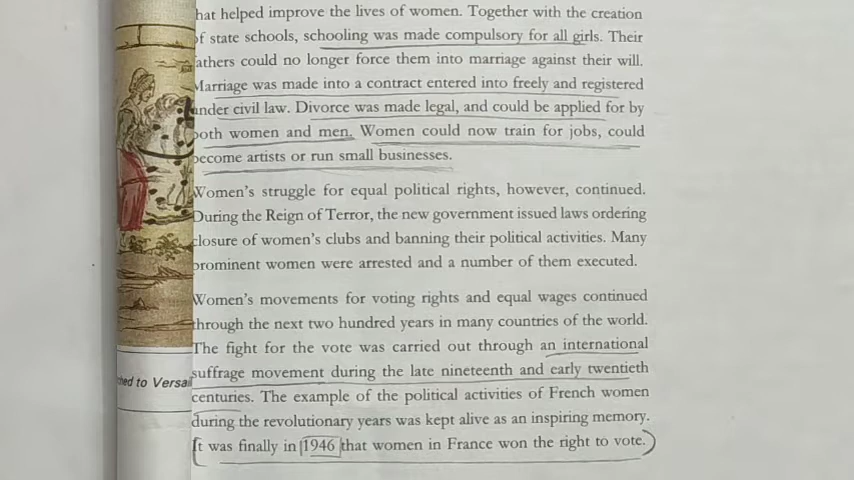 hat helped improve the lives of women. Together with the creation
of state schools, schooling was made compulsory for all girls. Their
athers could no longer force them into marriage against their will.
Marriage was made into a contract entered into freely and registered
under civil law. Divorce was made legal, and could be applied for by
both women and men. Women could now train for jobs, could
become artists or run small businesses.
Women's struggle for equal political rights, however, continued.
During the Reign of Terror, the new government issued laws ordering
closure of women's clubs and banning their political activities. Many
prominent women were arrested and a number of them executed.
Women's movements for voting rights and equal wages continued
through the next two hundred years in many countries of the world.
The fight for the vote was carried out through an international
suffrage movement during the late nineteenth and early twentieth
centuries. The example of the political activities of French women
during the revolutionary years was kept alive as an inspiring memory.
It was finally in 1946 that women in France won the right to vote.
hed to Versai